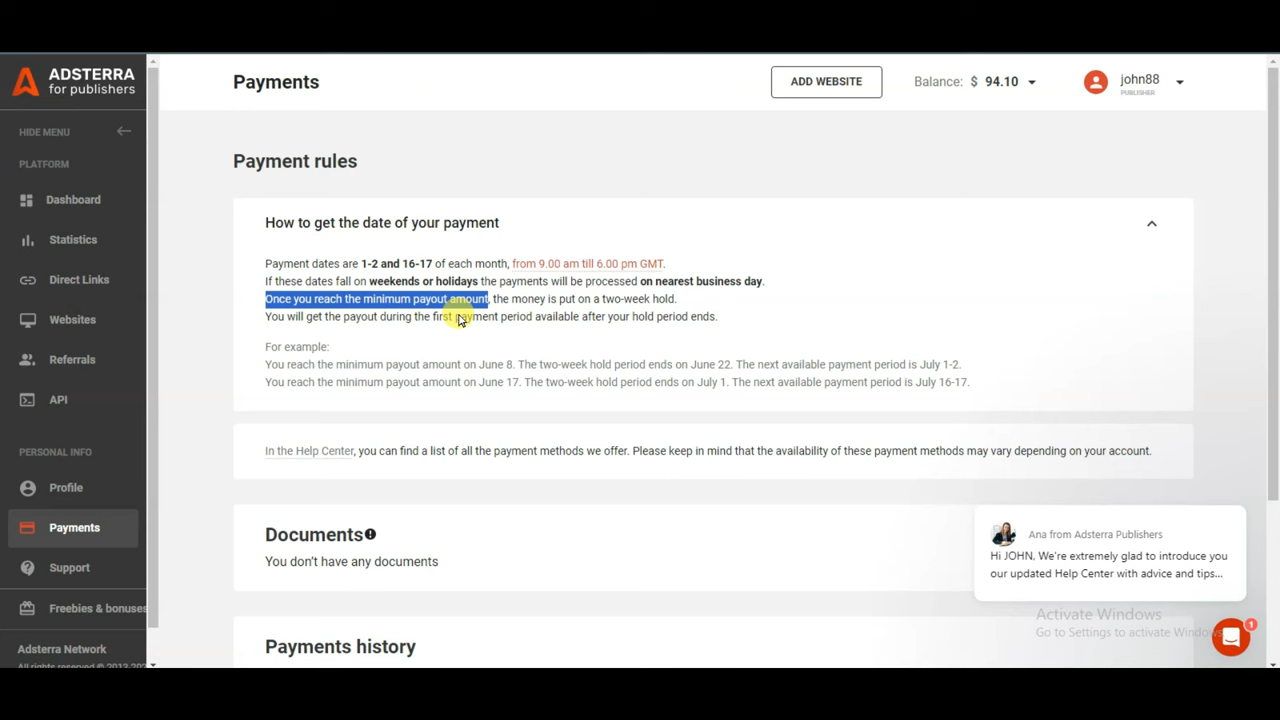 ADSTERRA
for publishers
HIDE MENU
PLATFORM
Dashboard
Statistics
Direct Links
Websites
Referrals
API
PERSONAL INFO
Profile
Payments
Support
Freebies & bonuses
Adsterra Network
All rights reserved ©
Payments
ADD WEBSITE
Balance: $ 94.10
john88
PUBLISHER
Payment rules
How to get the date of your payment
Payment dates are 1-2 and 16-17 of each month, from 9.00 am till 6.00 pm GMT.
If these dates fall on weekends or holidays the payments will be processed on nearest business day.
Once you reach the minimum payout amount, the money is put on a two-week hold.
You will get the payout during the first payment period available after your hold period ends.
For example:
You reach the minimum payout amount on June 8. The two-week hold period ends on June 22. The next available payment period is July 1-2.
You reach the minimum payout amount on June 17. The two-week hold period ends on July 1. The next available payment period is July 16-17.
In the Help Center, you can find a list of all the payment methods we offer. Please keep in mind that the availability of these payment methods may vary depending on your account.
Documents
You don't have any documents
Payments history
Ana from Adsterra Publishers
Hi JOHN, We're extremely glad to introduce you
our updated Help Center with advice and tips...
Activate Windows
Go to Settings to activate Windows
1